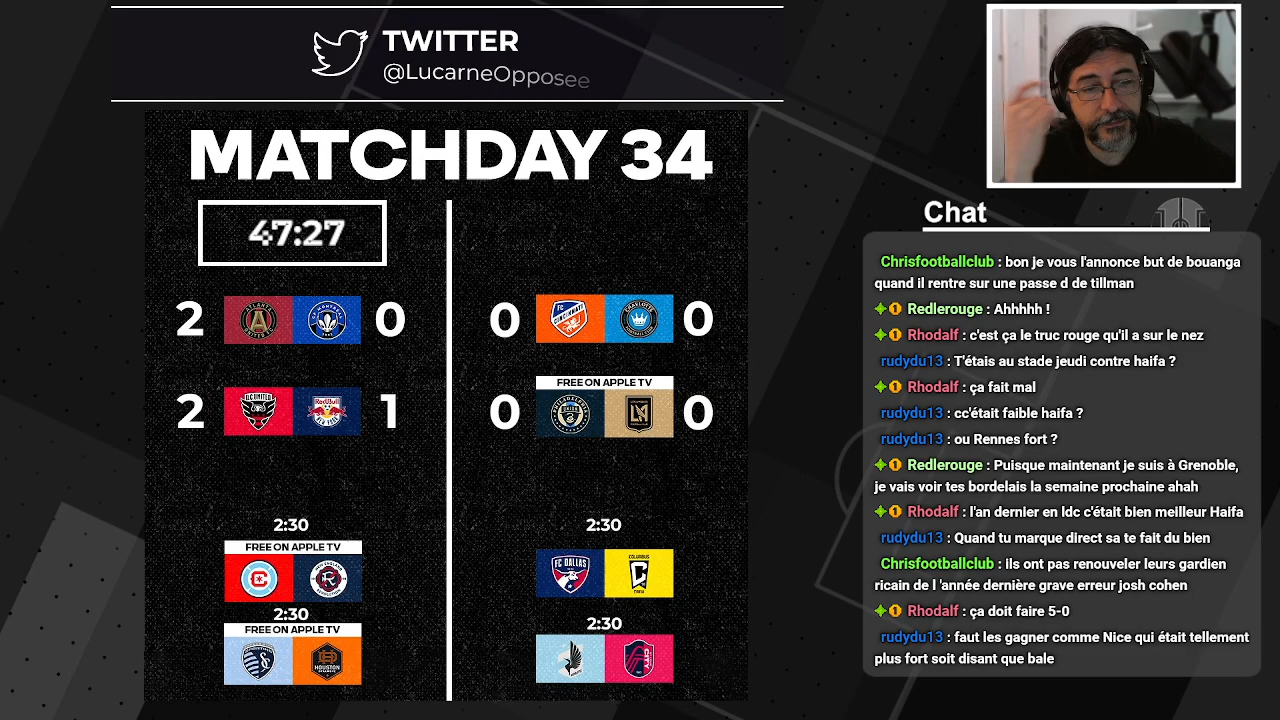 TWITTER
@LucarneOpposee
MATCHDAY 34
47:27
2 0
2 1
2:30
FREE ON APPLE TV
2:30
FREE ON APPLE TV
0 0
FREE ON APPLE TV
0 0
2:30
2:30
Chat
Chrisfootballclub : bon je vous l'annonce but de bouanga
quand il rentre sur une passe d de tillman
Redlerouge : Ahhhhh !
Rhodalf : c'est ça le truc rouge qu'il a sur le nez
rudydu13 : T'étais au stade jeudi contre haifa ?
Rhodalf : ça fait mal
rudydu13 : cc'était faible haifa ?
rudydu13 : ou Rennes fort ?
Redlerouge : Puisque maintenant je suis à Grenoble,
je vais voir tes bordelais la semaine prochaine ahah
Rhodalf : l'an dernier en ldc c'était bien meilleur Haifa
rudydu13 : Quand tu marque direct sa te fait du bien
Chrisfootballclub : ils ont pas renouveler leurs gardien
ricain de l 'année dernière grave erreur josh cohen
Rhodalf : ça doit faire 5-0
rudydu13 : faut les gagner comme Nice qui était tellement
plus fort soit disant que bale